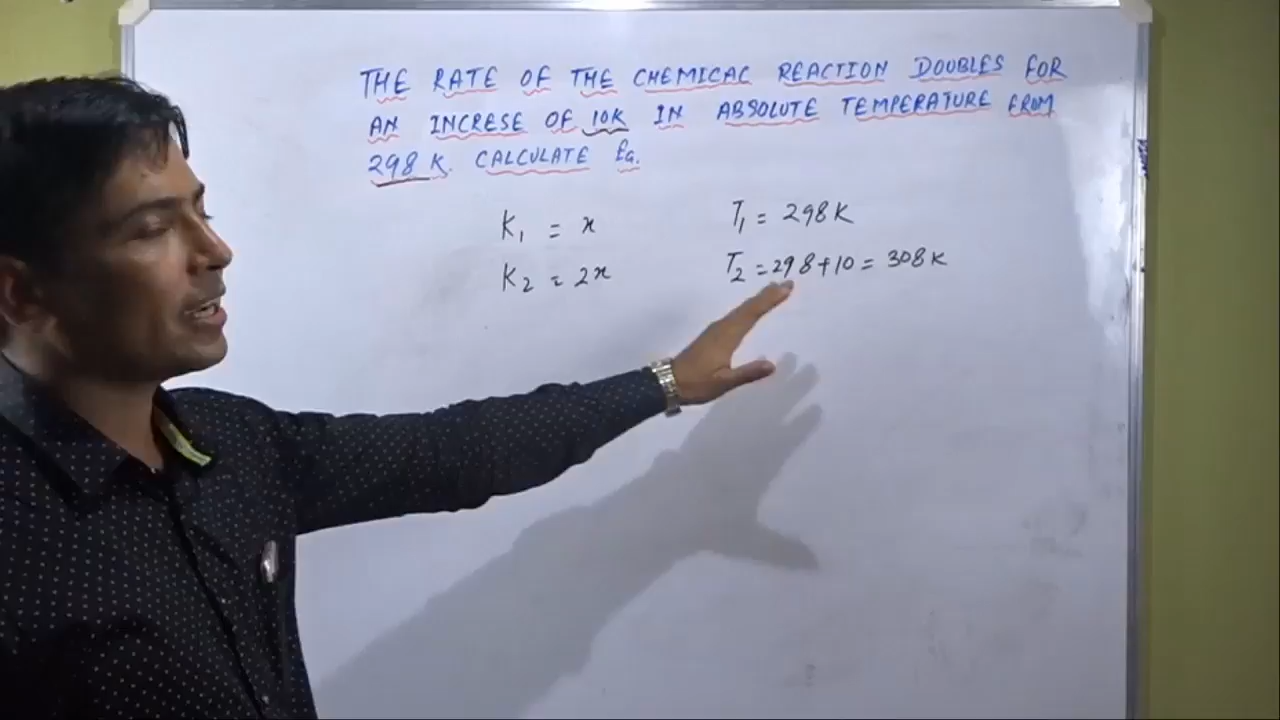 THE RATE OF THE CHEMICAL REACTION DOUBLES FOR
AN INCRESE OF 10K IN ABSOLUTE TEMPERATURE FROM
298 K. CALCULATE Ea.
K₁ = x T₁ = 298K
K₂ = 2x T₂ = 298+10 = 308K